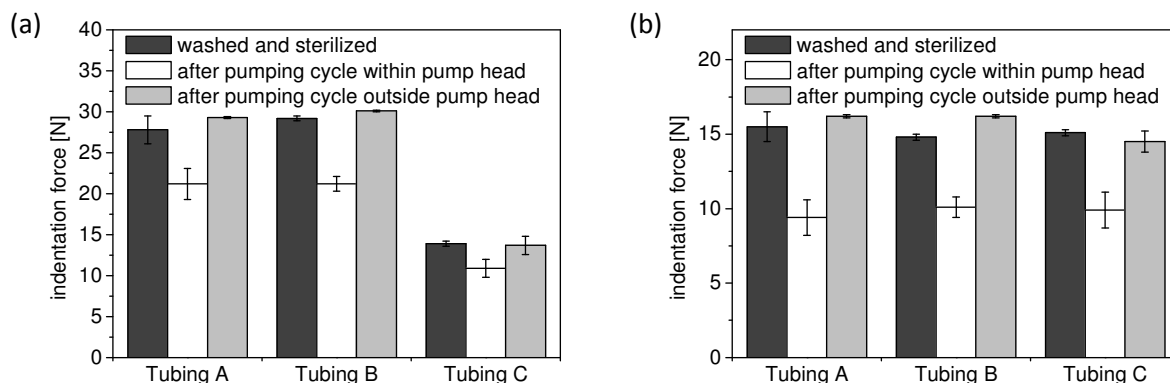 (a)
indentation force [N]
40
35
30
25
20
15
10
5
0
washed and sterilized
after pumping cycle within pump head
after pumping cycle outside pump head
Tubing A Tubing B Tubing C
(b)
indentation force [N]
20
15
10
5
0
washed and sterilized
after pumping cycle within pump head
after pumping cycle outside pump head
Tubing A Tubing B Tubing C